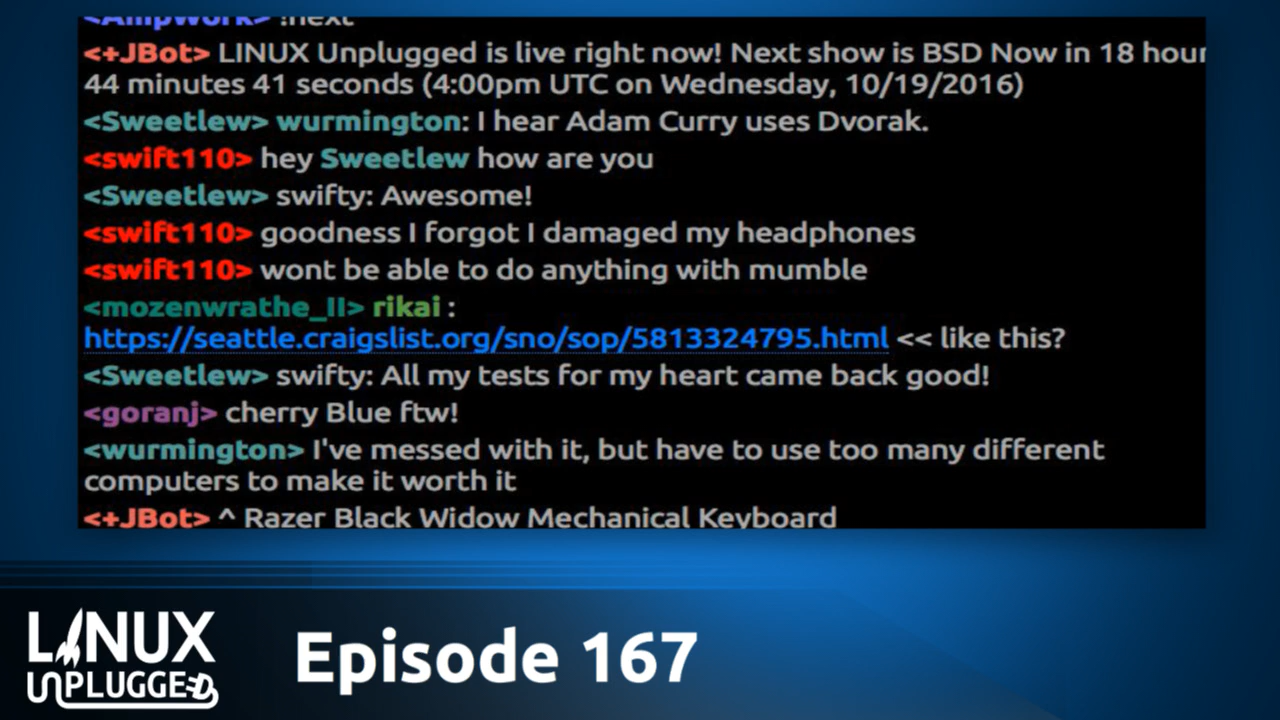 <AmpWork> !next
<+JBot> LINUX Unplugged is live right now! Next show is BSD Now in 18 hour
44 minutes 41 seconds (4:00pm UTC on Wednesday, 10/19/2016)
<Sweetlew> wurmington: I hear Adam Curry uses Dvorak.
<swift110> hey Sweetlew how are you
<Sweetlew> swifty: Awesome!
<swift110> goodness I forgot I damaged my headphones
<swift110> wont be able to do anything with mumble
<mozenwrathe_II> rikai :
https://seattle.craigslist.org/sno/sop/5813324795.html << like this?
<Sweetlew> swifty: All my tests for my heart came back good!
<goranj> cherry Blue ftw!
<wurmington> I've messed with it, but have to use too many different
computers to make it worth it
<+JBot> ^ Razer Black Widow Mechanical Keyboard
LINUX
UNPLUGGED
Episode 167